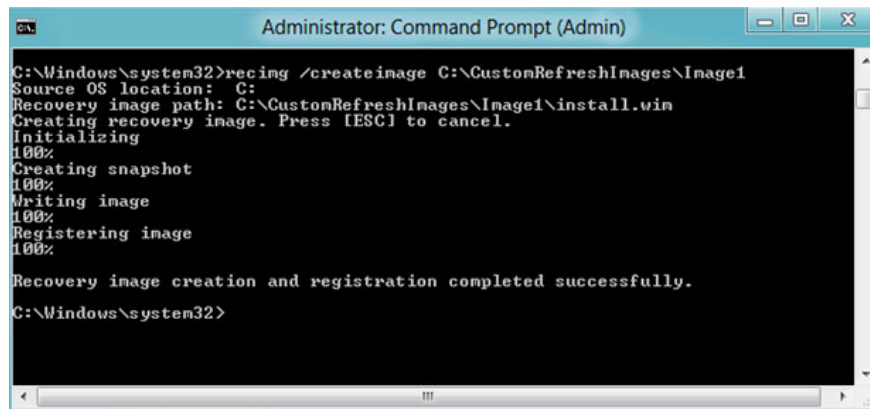 Administrator: Command Prompt (Admin)
C:\Windows\system32>recimg /createimage C:\CustomRefreshImages\Image1
Source OS location:  C:
Recovery image path: C:\CustomRefreshImages\Image1\install.wim
Creating recovery image. Press [ESC] to cancel.
Initializing
100%
Creating snapshot
100%
Writing image
100%
Registering image
100%
Recovery image creation and registration completed successfully.
C:\Windows\system32>